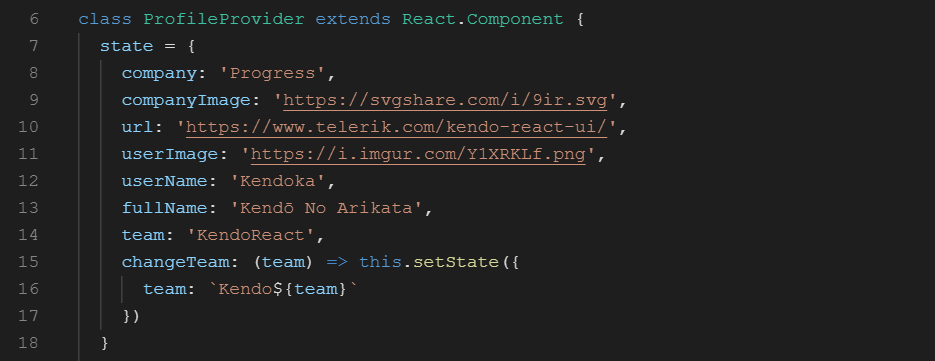 6 class ProfileProvider extends React.Component {
7 state = {
8 company: 'Progress',
9 companyImage: 'https://svgshare.com/i/9ir.svg',
10 url: 'https://www.telerik.com/kendo-react-ui/',
11 userImage: 'https://i.imgur.com/Y1XRKLf.png',
12 userName: 'Kendoka',
13 fullName: 'Kendō No Arikata',
14 team: 'KendoReact',
15 changeTeam: (team) => this.setState({
16 team: `Kendo${team}`
17 })
18 }